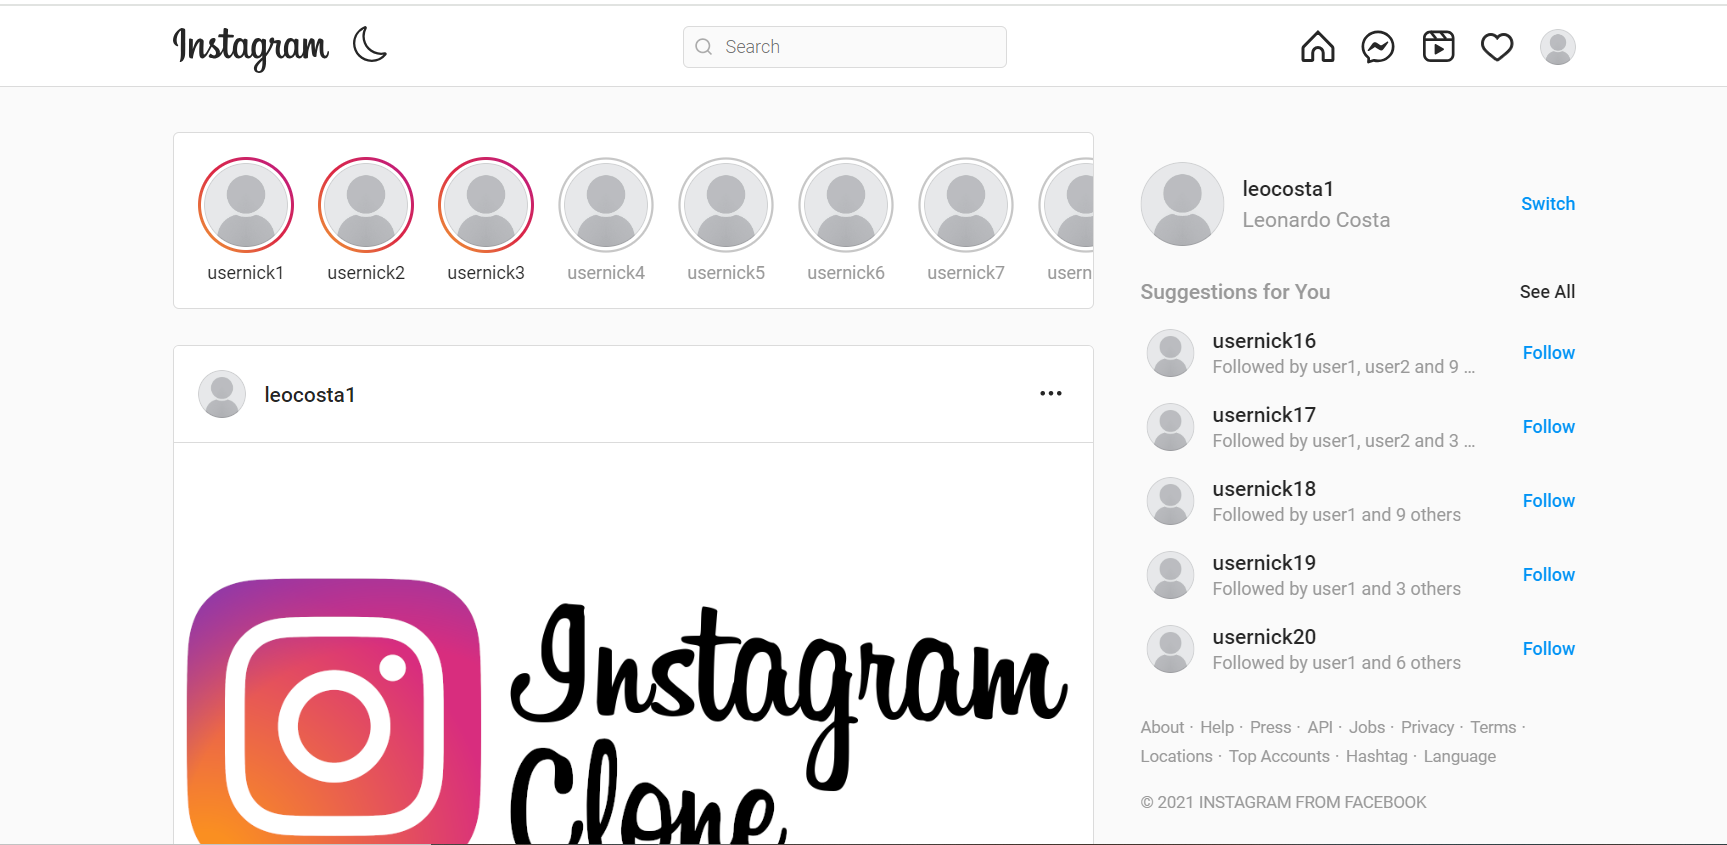 Instagram
Search
usernick1 usernick2 usernick3 usernick4 usernick5 usernick6 usernick7 usern
leocosta1
Instagram
Clone
leocosta1
Leonardo Costa
Switch
Suggestions for You See All
usernick16
Followed by user1, user2 and 9 ...
Follow
usernick17
Followed by user1, user2 and 3 ...
Follow
usernick18
Followed by user1 and 9 others
Follow
usernick19
Followed by user1 and 3 others
Follow
usernick20
Followed by user1 and 6 others
Follow
About · Help · Press · API · Jobs · Privacy · Terms ·
Locations · Top Accounts · Hashtag · Language
© 2021 INSTAGRAM FROM FACEBOOK